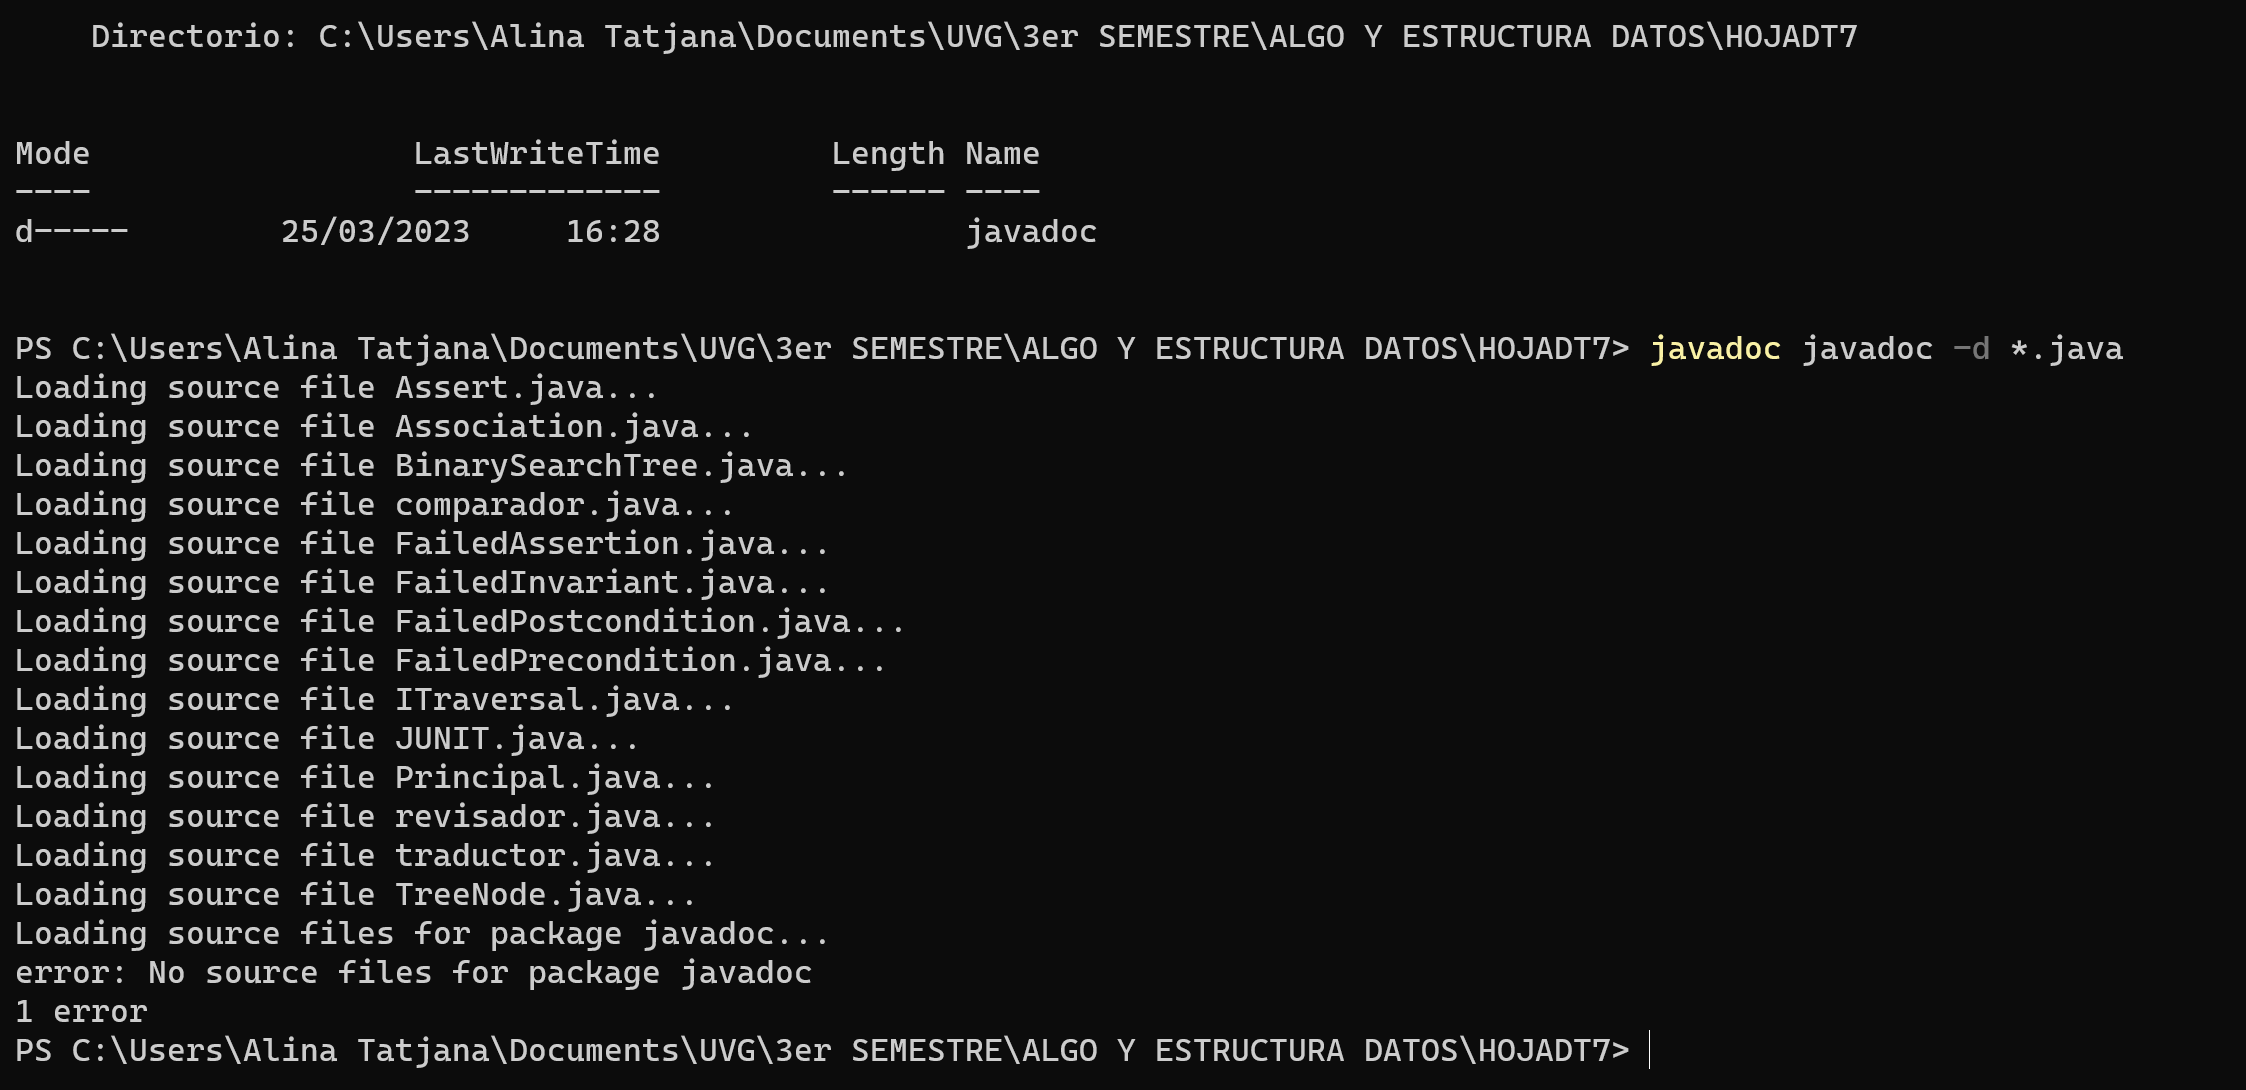 Directorio: C:\Users\Alina Tatjana\Documents\UVG\3er SEMESTRE\ALGO Y ESTRUCTURA DATOS\HOJADT7
Mode LastWriteTime Length Name
---- ------------- ------ ----
d----- 25/03/2023 16:28 javadoc
PS C:\Users\Alina Tatjana\Documents\UVG\3er SEMESTRE\ALGO Y ESTRUCTURA DATOS\HOJADT7> javadoc javadoc -d *.java
Loading source file Assert.java...
Loading source file Association.java...
Loading source file BinarySearchTree.java...
Loading source file comparador.java...
Loading source file FailedAssertion.java...
Loading source file FailedInvariant.java...
Loading source file FailedPostcondition.java...
Loading source file FailedPrecondition.java...
Loading source file ITraversal.java...
Loading source file JUNIT.java...
Loading source file Principal.java...
Loading source file revisador.java...
Loading source file traductor.java...
Loading source file TreeNode.java...
Loading source files for package javadoc...
error: No source files for package javadoc
1 error
PS C:\Users\Alina Tatjana\Documents\UVG\3er SEMESTRE\ALGO Y ESTRUCTURA DATOS\HOJADT7>